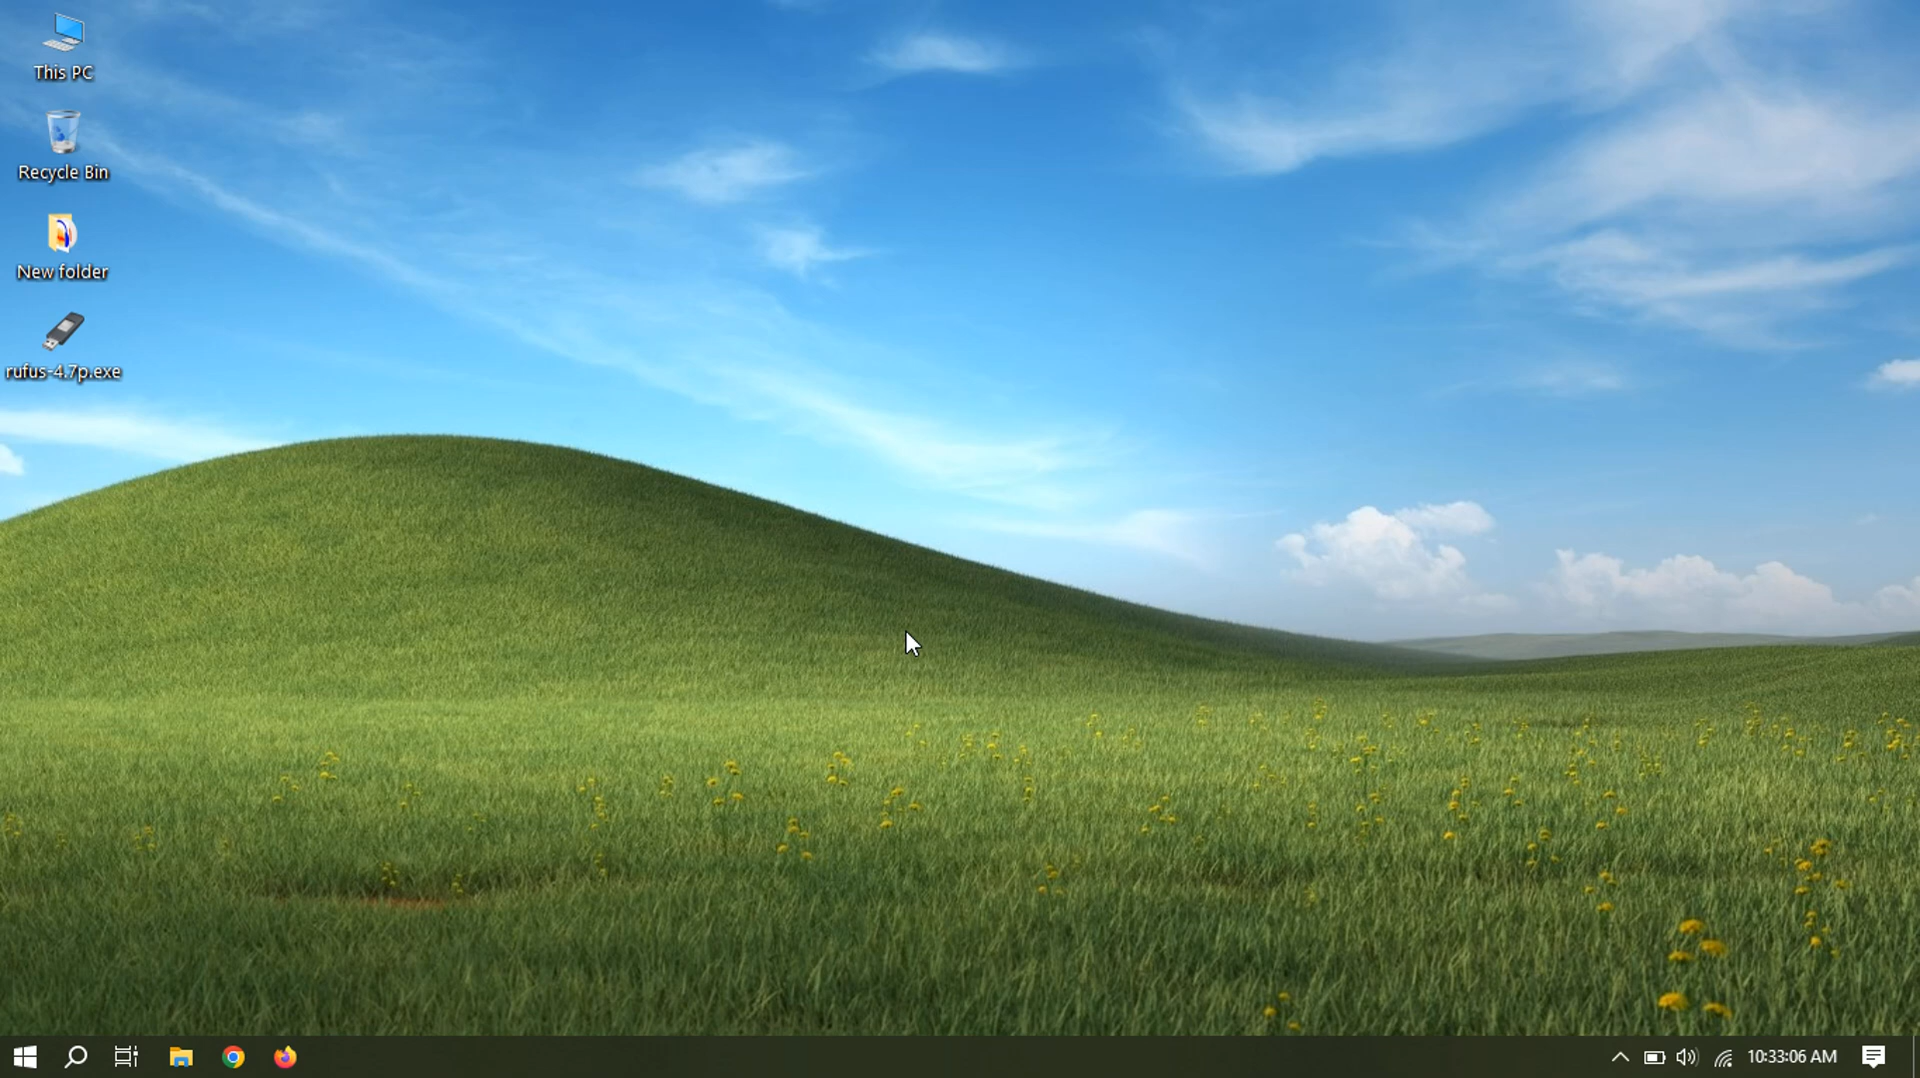 This PC
Recycle Bin
New folder
rufus-4.7p.exe
10:33:06 AM